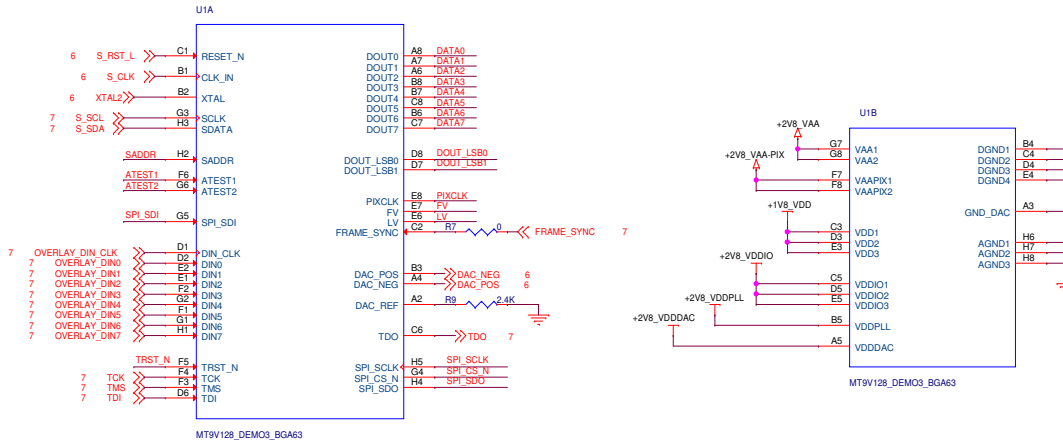 U1A
6 S_RST_L C1 RESET_N
6 S_CLK B1 CLK_IN
6 XTAL2 B2 XTAL
7 S_SCL G3 SCLK
7 S_SDA H3 SDATA
SADDR H2 SADDR
ATEST1 F6 ATEST1
ATEST2 G6 ATEST2
SPI_SDI G5 SPI_SDI
7 OVERLAY_DIN_CLK D1 DIN_CLK
7 OVERLAY_DIN0 D2 DIN0
7 OVERLAY_DIN1 E2 DIN1
7 OVERLAY_DIN2 E1 DIN2
7 OVERLAY_DIN3 F2 DIN3
7 OVERLAY_DIN4 G2 DIN4
7 OVERLAY_DIN5 F1 DIN5
7 OVERLAY_DIN6 G1 DIN6
7 OVERLAY_DIN7 H1 DIN7
TRST_N F5 TRST_N
7 TCK F4 TCK
7 TMS F3 TMS
7 TDI D6 TDI
DOUT0 A8 DATA0
DOUT1 A7 DATA1
DOUT2 A6 DATA2
DOUT3 B8 DATA3
DOUT4 B7 DATA4
DOUT5 C8 DATA5
DOUT6 B6 DATA6
DOUT7 C7 DATA7
DOUT_LSB0 D8 DOUT_LSB0
DOUT_LSB1 D7 DOUT_LSB1
PIXCLK E8 PIXCLK
FV E7 FV
LV E6 LV
FRAME_SYNC C2 R7 0 FRAME_SYNC 7
DAC_POS B3 DAC_NEG 6
DAC_NEG A4 DAC_POS 6
DAC_REF A2 R9 2.4K
TDO C6 TDO 7
SPI_SCLK H5 SPI_SCLK
SPI_CS_N G4 SPI_CS_N
SPI_SDO H4 SPI_SDO
MT9V128_DEMO3_BGA63
U1B
+2V8_VAA
G7 VAA1
G8 VAA2
+2V8_VAA-PIX
F7 VAAPIX1
F8 VAAPIX2
+1V8_VDD
C3 VDD1
D3 VDD2
E3 VDD3
+2V8_VDDIO
C5 VDDIO1
D5 VDDIO2
E5 VDDIO3
+2V8_VDDPLL
B5 VDDPLL
+2V8_VDDDAC
A5 VDDDAC
DGND1 B4
DGND2 C4
DGND3 D4
DGND4 E4
GND_DAC A3
AGND1 H6
AGND2 H7
AGND3 H8
MT9V128_DEMO3_BGA63